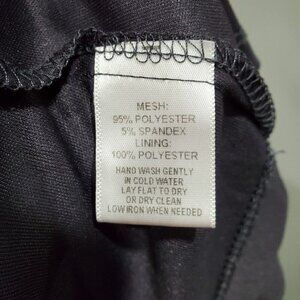 MESH:
95% POLYESTER
5% SPANDEX
LINING:
100% POLYESTER
HAND WASH GENTLY
IN COLD WATER
LAY FLAT TO DRY
OR DRY CLEAN
LOW IRON WHEN NEEDED